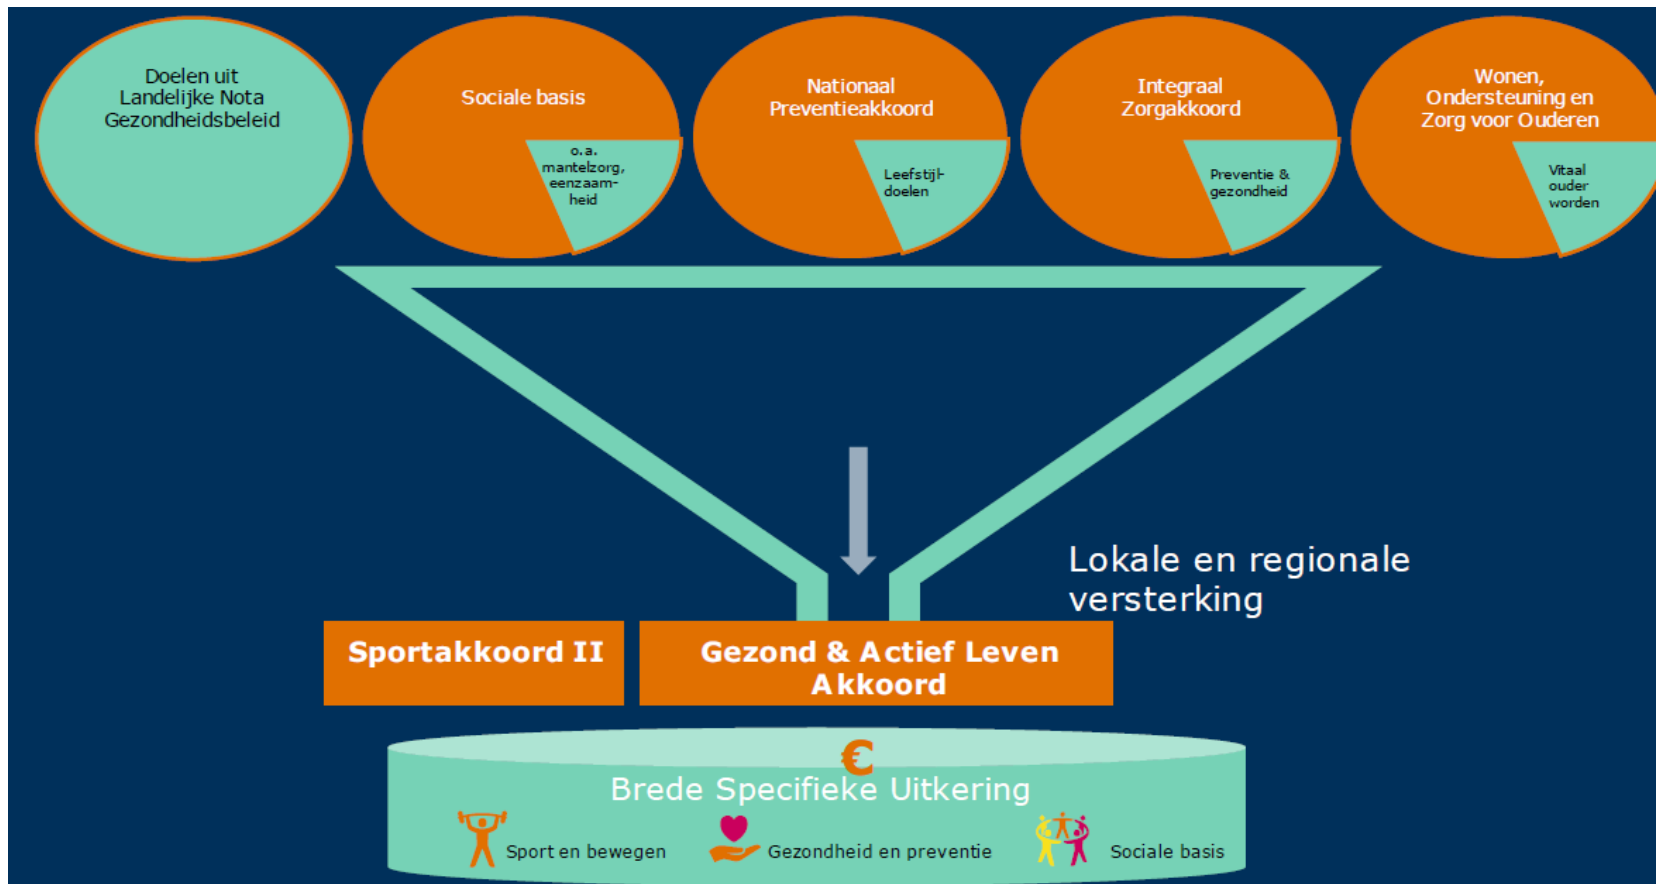 Doelen uit
Landelijke Nota
Gezondheidsbeleid
Sociale basis
o.a.
mantelzorg,
eenzaam-
heid
Nationaal
Preventieakkoord
Leefstijl-
doelen
Integraal
Zorgakkoord
Preventie &
gezondheid
Wonen,
Ondersteuning en
Zorg voor Ouderen
Vitaal
ouder
worden
Lokale en regionale
versterking
Sportakkoord II
Gezond & Actief Leven
Akkoord
€
Brede Specifieke Uitkering
Sport en bewegen
Gezondheid en preventie
Sociale basis